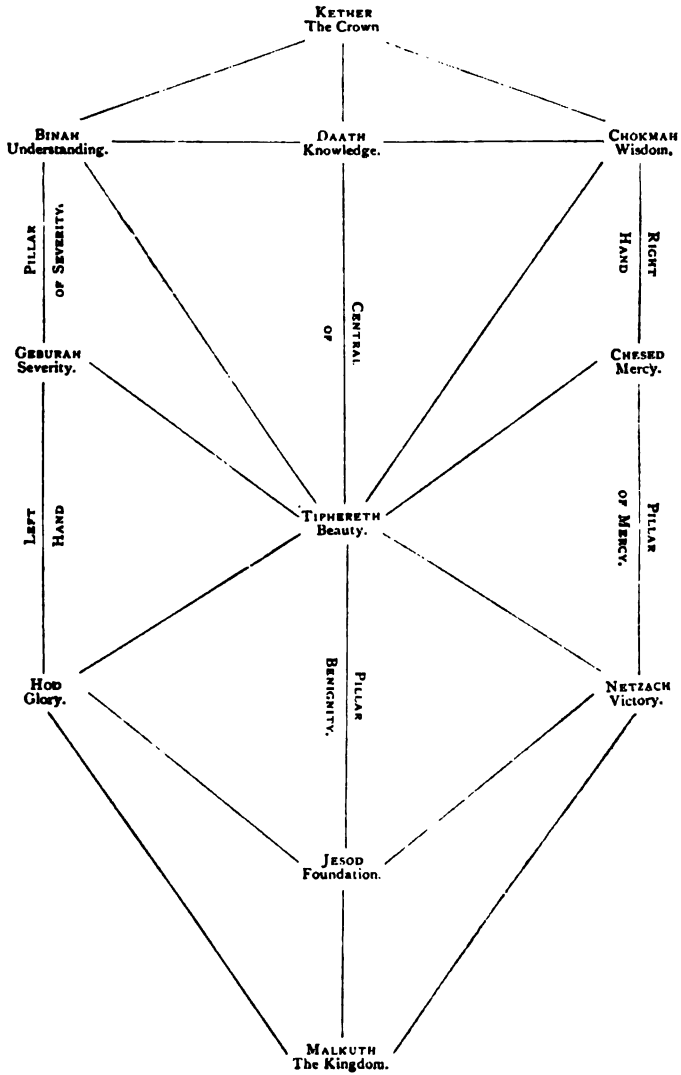 KETHER
The Crown
BINAH
Understanding.
DAATH
Knowledge.
CHOKMAH
Wisdom.
PILLAR
OF SEVERITY.
RIGHT
HAND
CENTRAL
OF
GEBURAH
Severity.
CHESED
Mercy.
LEFT
HAND
PILLAR
OF MERCY.
TIPHERETH
Beauty.
PILLAR
BENIGNITY.
HOD
Glory.
NETZACH
Victory.
JESOD
Foundation.
MALKUTH
The Kingdom.